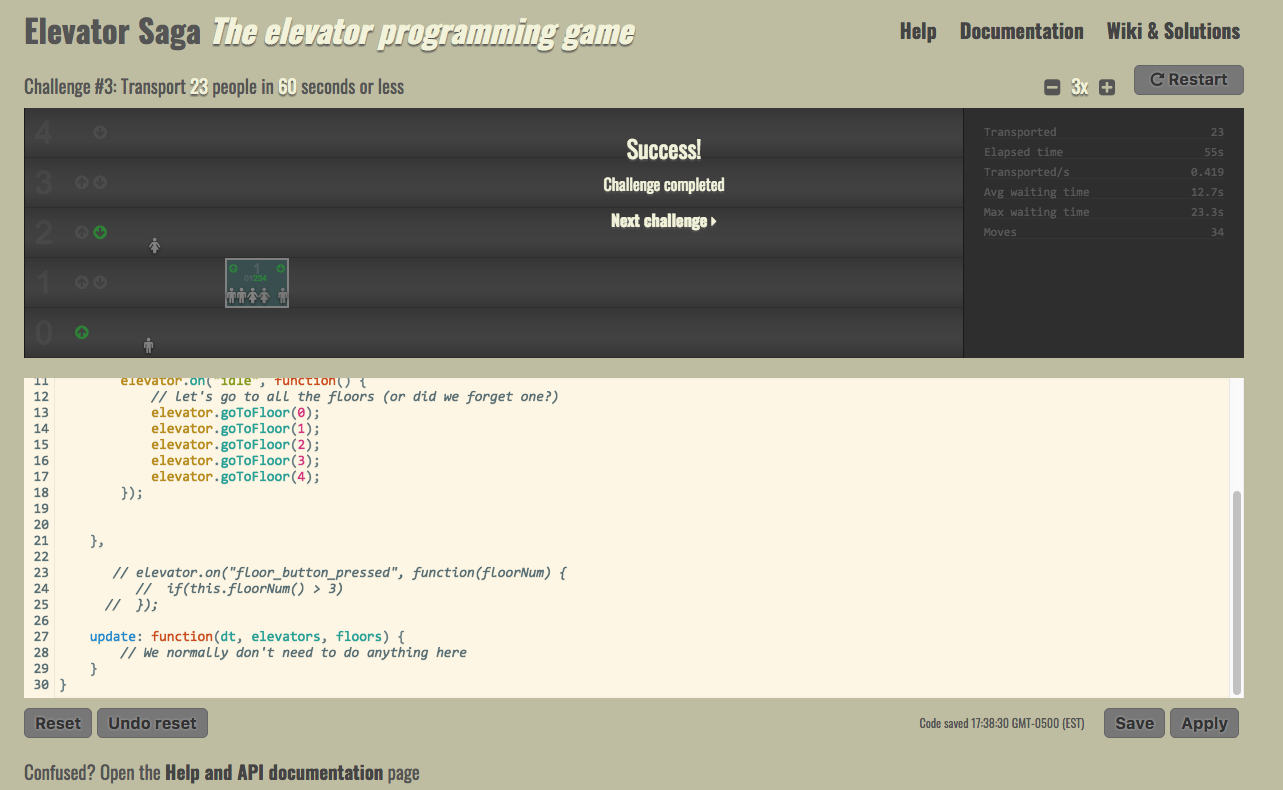 Elevator Saga The elevator programming game
Help Documentation Wiki & Solutions
Challenge #3: Transport 23 people in 60 seconds or less
3x
Restart
4
3
2
1
0
1
01234
Success!
Challenge completed
Next challenge
Transported 23
Elapsed time 55s
Transported/s 0.419
Avg waiting time 12.7s
Max waiting time 23.3s
Moves 34
11 elevator.on("idle", function() {
12 // let's go to all the floors (or did we forget one?)
13 elevator.goToFloor(0);
14 elevator.goToFloor(1);
15 elevator.goToFloor(2);
16 elevator.goToFloor(3);
17 elevator.goToFloor(4);
18 });
19
20
21 },
22
23 // elevator.on("floor_button_pressed", function(floorNum) {
24 // if(this.floorNum() > 3)
25 // });
26
27 update: function(dt, elevators, floors) {
28 // We normally don't need to do anything here
29 }
30 }
Reset Undo reset
Code saved 17:38:30 GMT-0500 (EST)
Save Apply
Confused? Open the Help and API documentation page